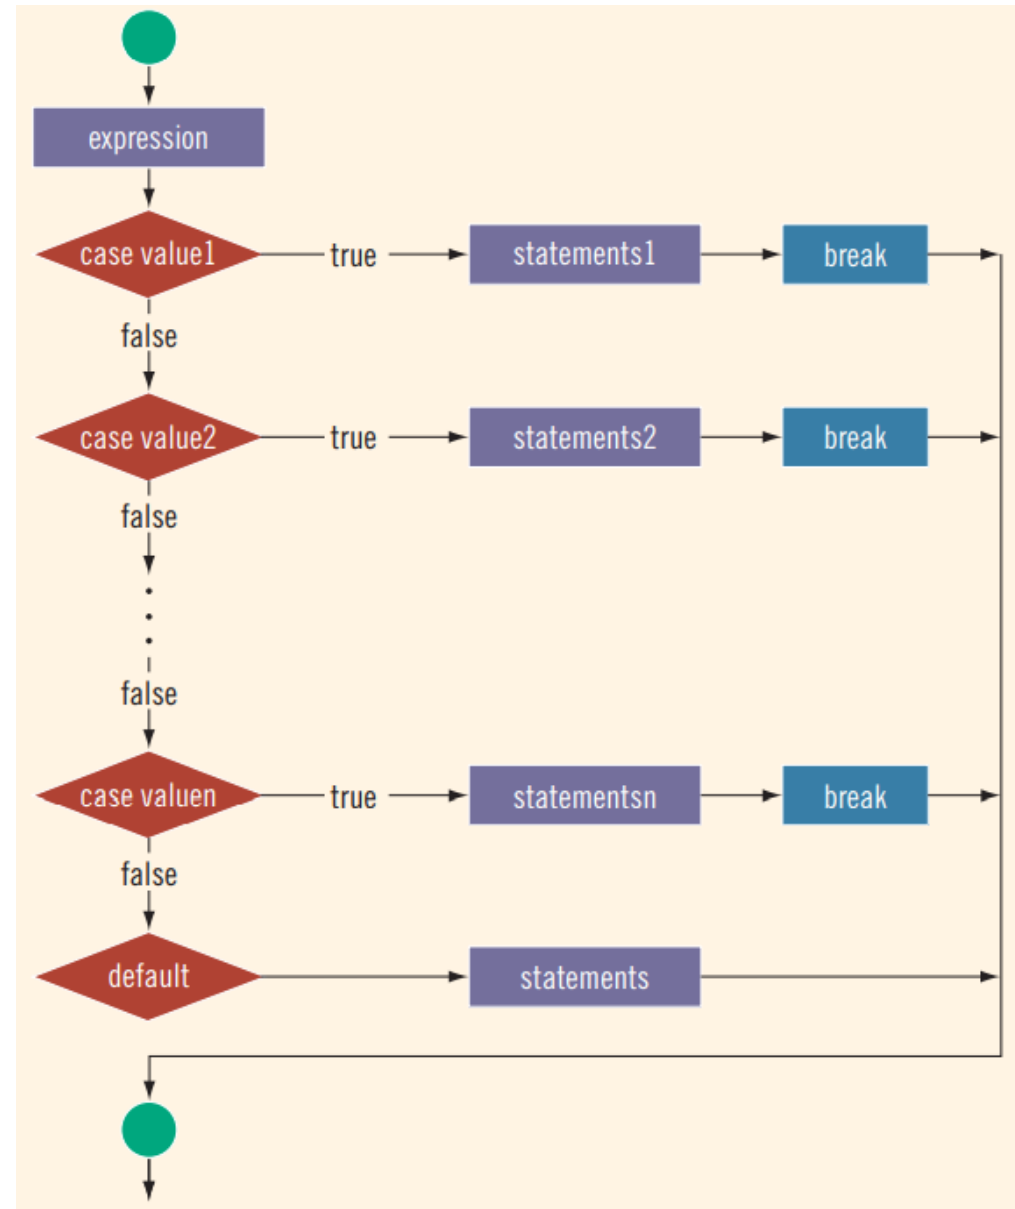 expression
case value1 true statements1 break
false
case value2 true statements2 break
false
false
case valuen true statementsn break
false
default statements